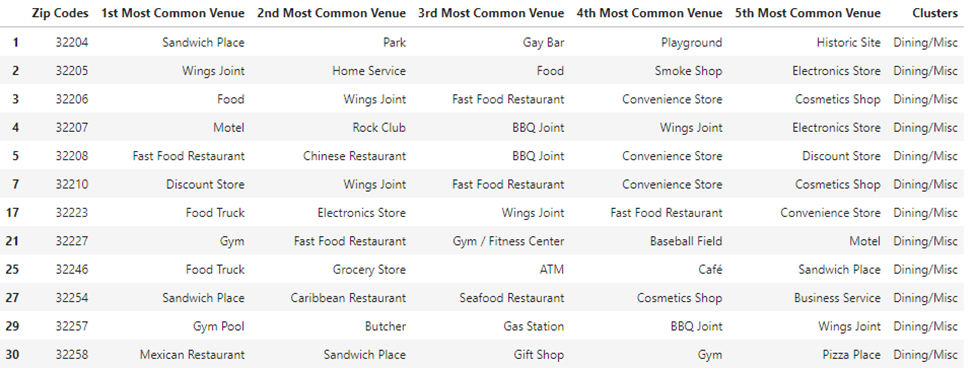 Zip Codes 1st Most Common Venue 2nd Most Common Venue 3rd Most Common Venue 4th Most Common Venue 5th Most Common Venue Clusters
1 32204 Sandwich Place Park Gay Bar Playground Historic Site Dining/Misc
2 32205 Wings Joint Home Service Food Smoke Shop Electronics Store Dining/Misc
3 32206 Food Wings Joint Fast Food Restaurant Convenience Store Cosmetics Shop Dining/Misc
4 32207 Motel Rock Club BBQ Joint Wings Joint Electronics Store Dining/Misc
5 32208 Fast Food Restaurant Chinese Restaurant BBQ Joint Convenience Store Discount Store Dining/Misc
7 32210 Discount Store Wings Joint Fast Food Restaurant Convenience Store Cosmetics Shop Dining/Misc
17 32223 Food Truck Electronics Store Wings Joint Fast Food Restaurant Convenience Store Dining/Misc
21 32227 Gym Fast Food Restaurant Gym / Fitness Center Baseball Field Motel Dining/Misc
25 32246 Food Truck Grocery Store ATM Café Sandwich Place Dining/Misc
27 32254 Sandwich Place Caribbean Restaurant Seafood Restaurant Cosmetics Shop Business Service Dining/Misc
29 32257 Gym Pool Butcher Gas Station BBQ Joint Wings Joint Dining/Misc
30 32258 Mexican Restaurant Sandwich Place Gift Shop Gym Pizza Place Dining/Misc